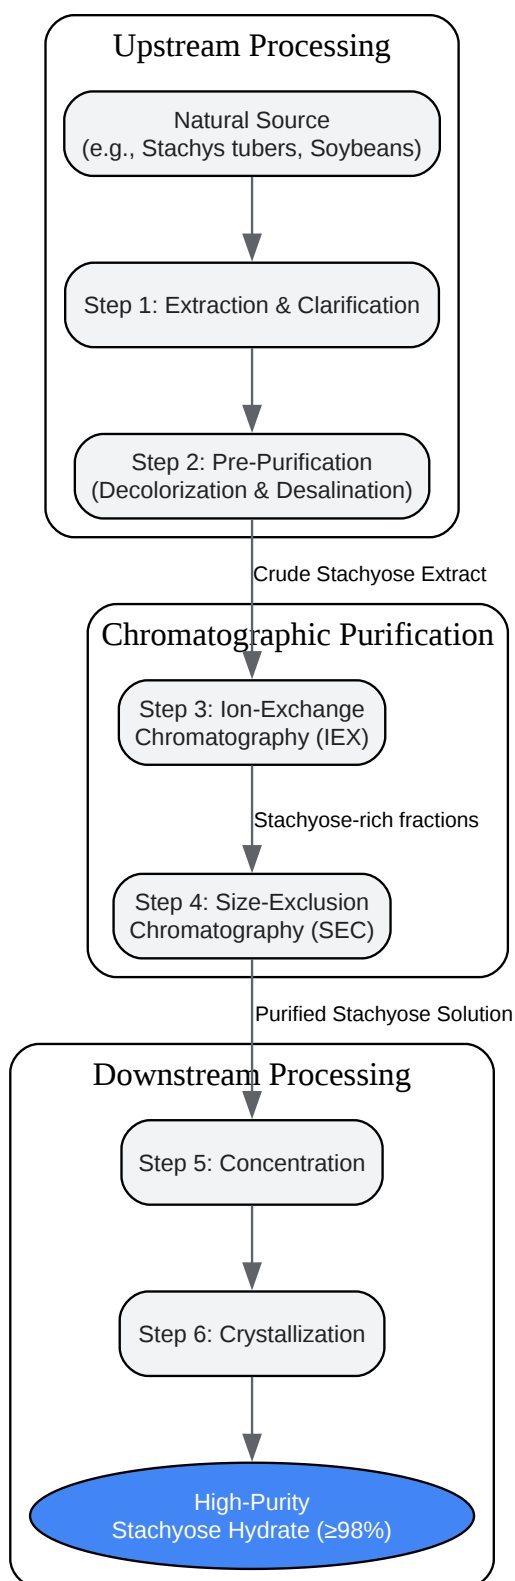 Upstream Processing
Natural Source
(e.g., Stachys tubers, Soybeans)
Step 1: Extraction & Clarification
Step 2: Pre-Purification
(Decolorization & Desalination)
Crude Stachyose Extract
Chromatographic Purification
Step 3: Ion-Exchange
Chromatography (IEX)
Stachyose-rich fractions
Step 4: Size-Exclusion
Chromatography (SEC)
Purified Stachyose Solution
Downstream Processing
Step 5: Concentration
Step 6: Crystallization
High-Purity
Stachyose Hydrate (≥98%)